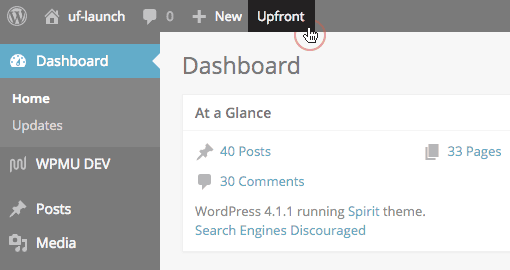 uf-launch 0 + New Upfront
Dashboard
Home
Updates
WPMU DEV
Posts
Media
Dashboard
At a Glance
40 Posts 33 Pages
30 Comments
WordPress 4.1.1 running Spirit theme.
Search Engines Discouraged